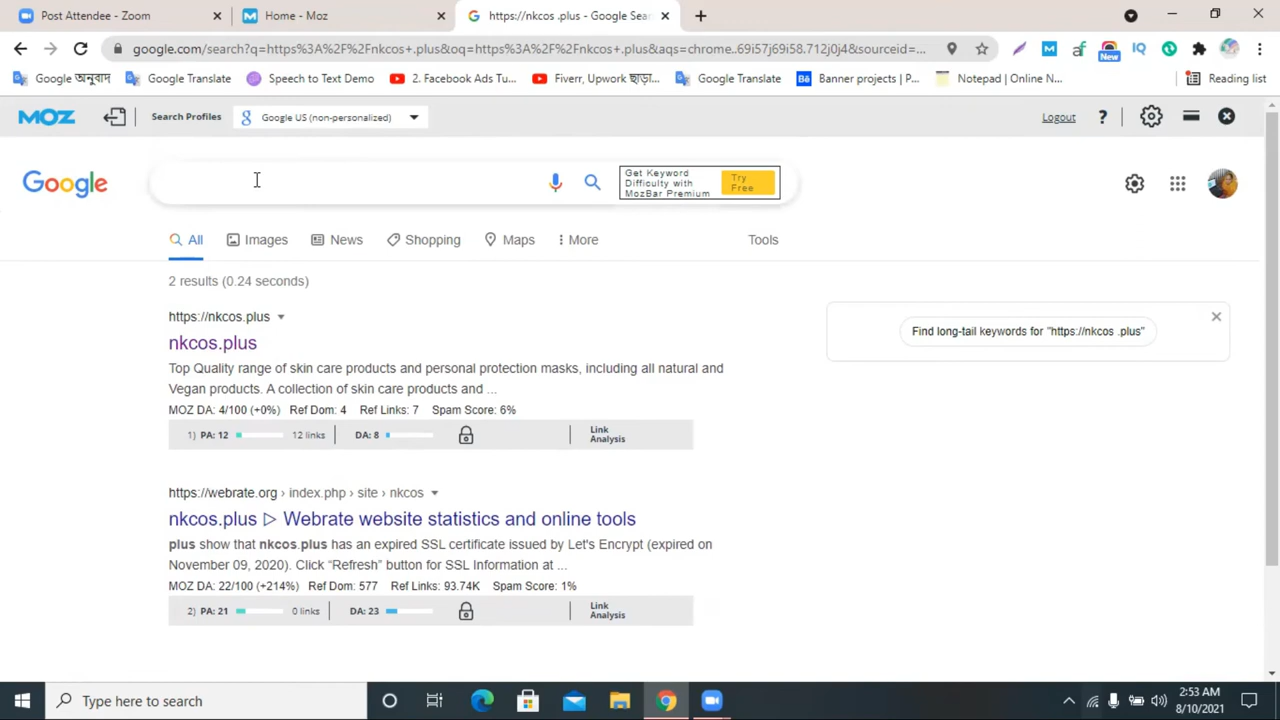 Post Attendee - Zoom
Home - Moz
https://nkcos .plus - Google Sea
google.com/search?q=https%3A%2F%2Fnkcos+.plus&oq=https%3A%2F%2Fnkcos+.plus&aqs=chrome..69i57j69i58.712j0j4&sourceid=...
New
IQ
Google অনুবাদ
Google Translate
Speech to Text Demo
2. Facebook Ads Tu...
Fiverr, Upwork ছাড়া...
Google Translate
Bē Banner projects | P...
Notepad | Online N...
Reading list
MOZ
Search Profiles
Google US (non-personalized)
Logout
?
Google
Get Keyword
Difficulty with
MozBar Premium
Try
Free
All
Images
News
Shopping
Maps
More
Tools
2 results (0.24 seconds)
https://nkcos.plus
nkcos.plus
Top Quality range of skin care products and personal protection masks, including all natural and
Vegan products. A collection of skin care products and ...
MOZ DA: 4/100 (+0%) Ref Dom: 4 Ref Links: 7 Spam Score: 6%
1) PA: 12 12 links DA: 8 Link
Analysis
Find long-tail keywords for "https://nkcos .plus"
https://webrate.org › index.php › site › nkcos
nkcos.plus ▷ Webrate website statistics and online tools
plus show that nkcos.plus has an expired SSL certificate issued by Let's Encrypt (expired on
November 09, 2020). Click “Refresh” button for SSL Information at ...
MOZ DA: 22/100 (+214%) Ref Dom: 577 Ref Links: 93.74K Spam Score: 1%
2) PA: 21 0 links DA: 23 Link
Analysis
Type here to search
2:53 AM
8/10/2021